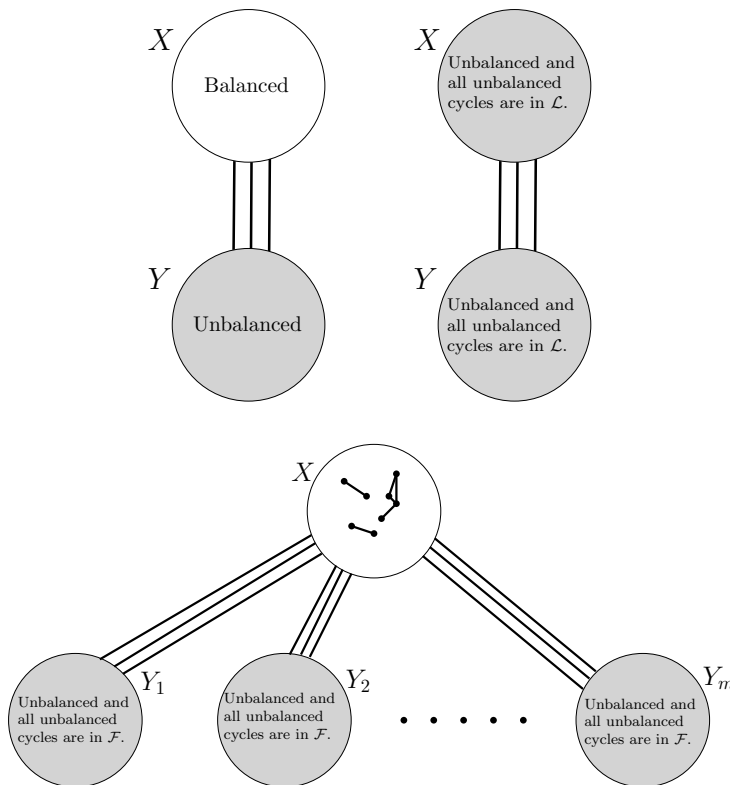 X
Balanced
Y
Unbalanced
X
Unbalanced and
all unbalanced
cycles are in ℒ.
Y
Unbalanced and
all unbalanced
cycles are in ℒ.
X
Y₁
Unbalanced and
all unbalanced
cycles are in ℱ.
Y₂
Unbalanced and
all unbalanced
cycles are in ℱ.
Yₘ
Unbalanced and
all unbalanced
cycles are in ℱ.